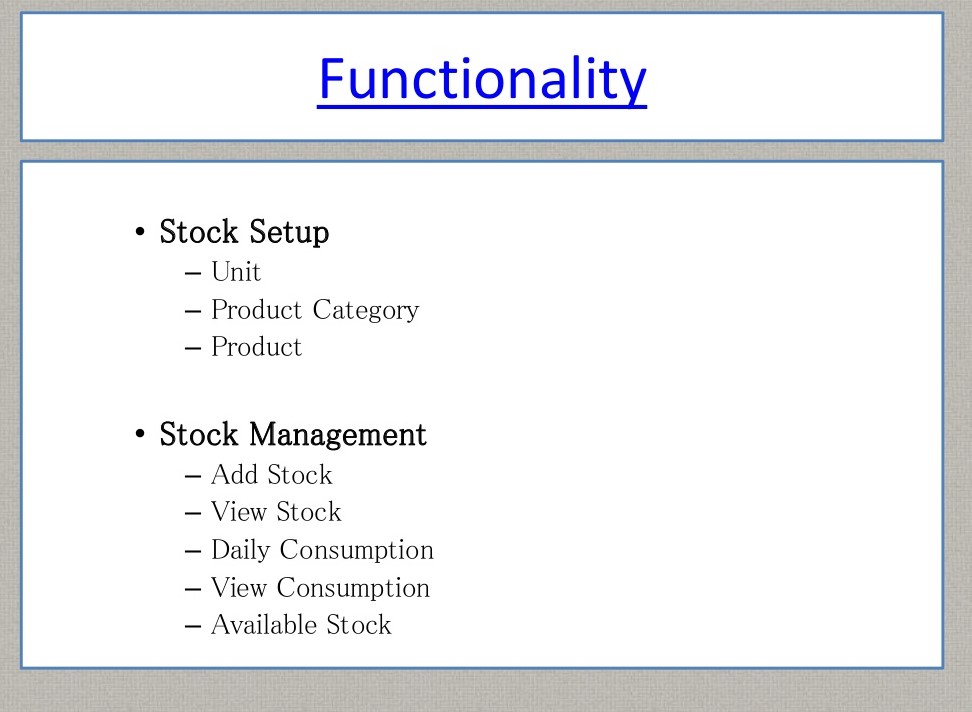 Functionality
• Stock Setup
– Unit
– Product Category
– Product
• Stock Management
– Add Stock
– View Stock
– Daily Consumption
– View Consumption
– Available Stock